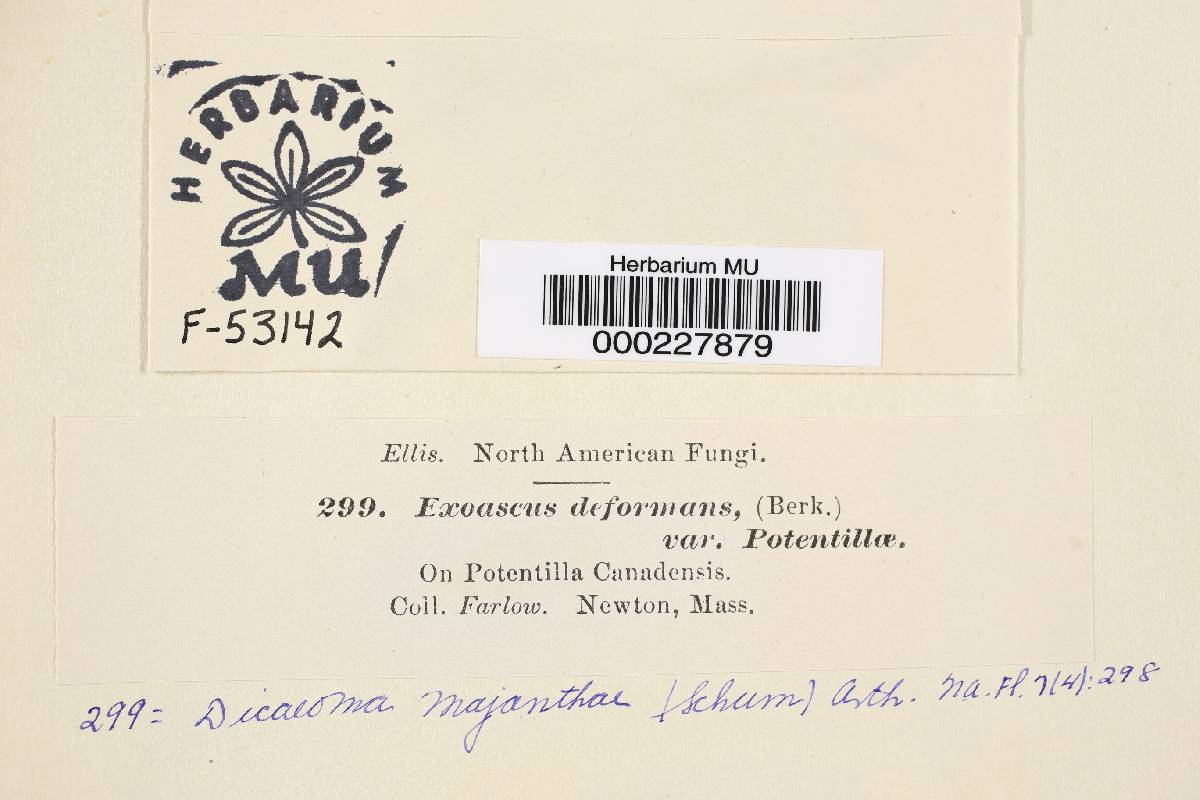 HERBARIUM
MU
F-53142
Herbarium MU
000227879
Ellis. North American Fungi.
299. Exoascus deformans, (Berk.)
var. Potentillæ.
On Potentilla Canadensis.
Coll. Farlow. Newton, Mass.
299 = Dicaeoma majanthae (Schum) Arth. Na. Fl. 7(4): 298